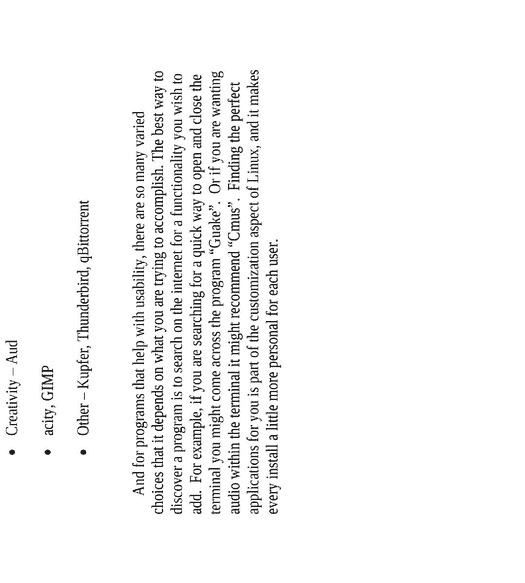 • Creativity – Aud
• acity, GIMP
• Other – Kupfer, Thunderbird, qBittorrent
And for programs that help with usability, there are so many varied
choices that it depends on what you are trying to accomplish. The best way to
discover a program is to search on the internet for a functionality you wish to
add.  For example, if you are searching for a quick way to open and close the
terminal you might come across the program “Guake”.  Or if you are wanting
audio within the terminal it might recommend “Cmus”.  Finding the perfect
applications for you is part of the customization aspect of Linux, and it makes
every install a little more personal for each user.